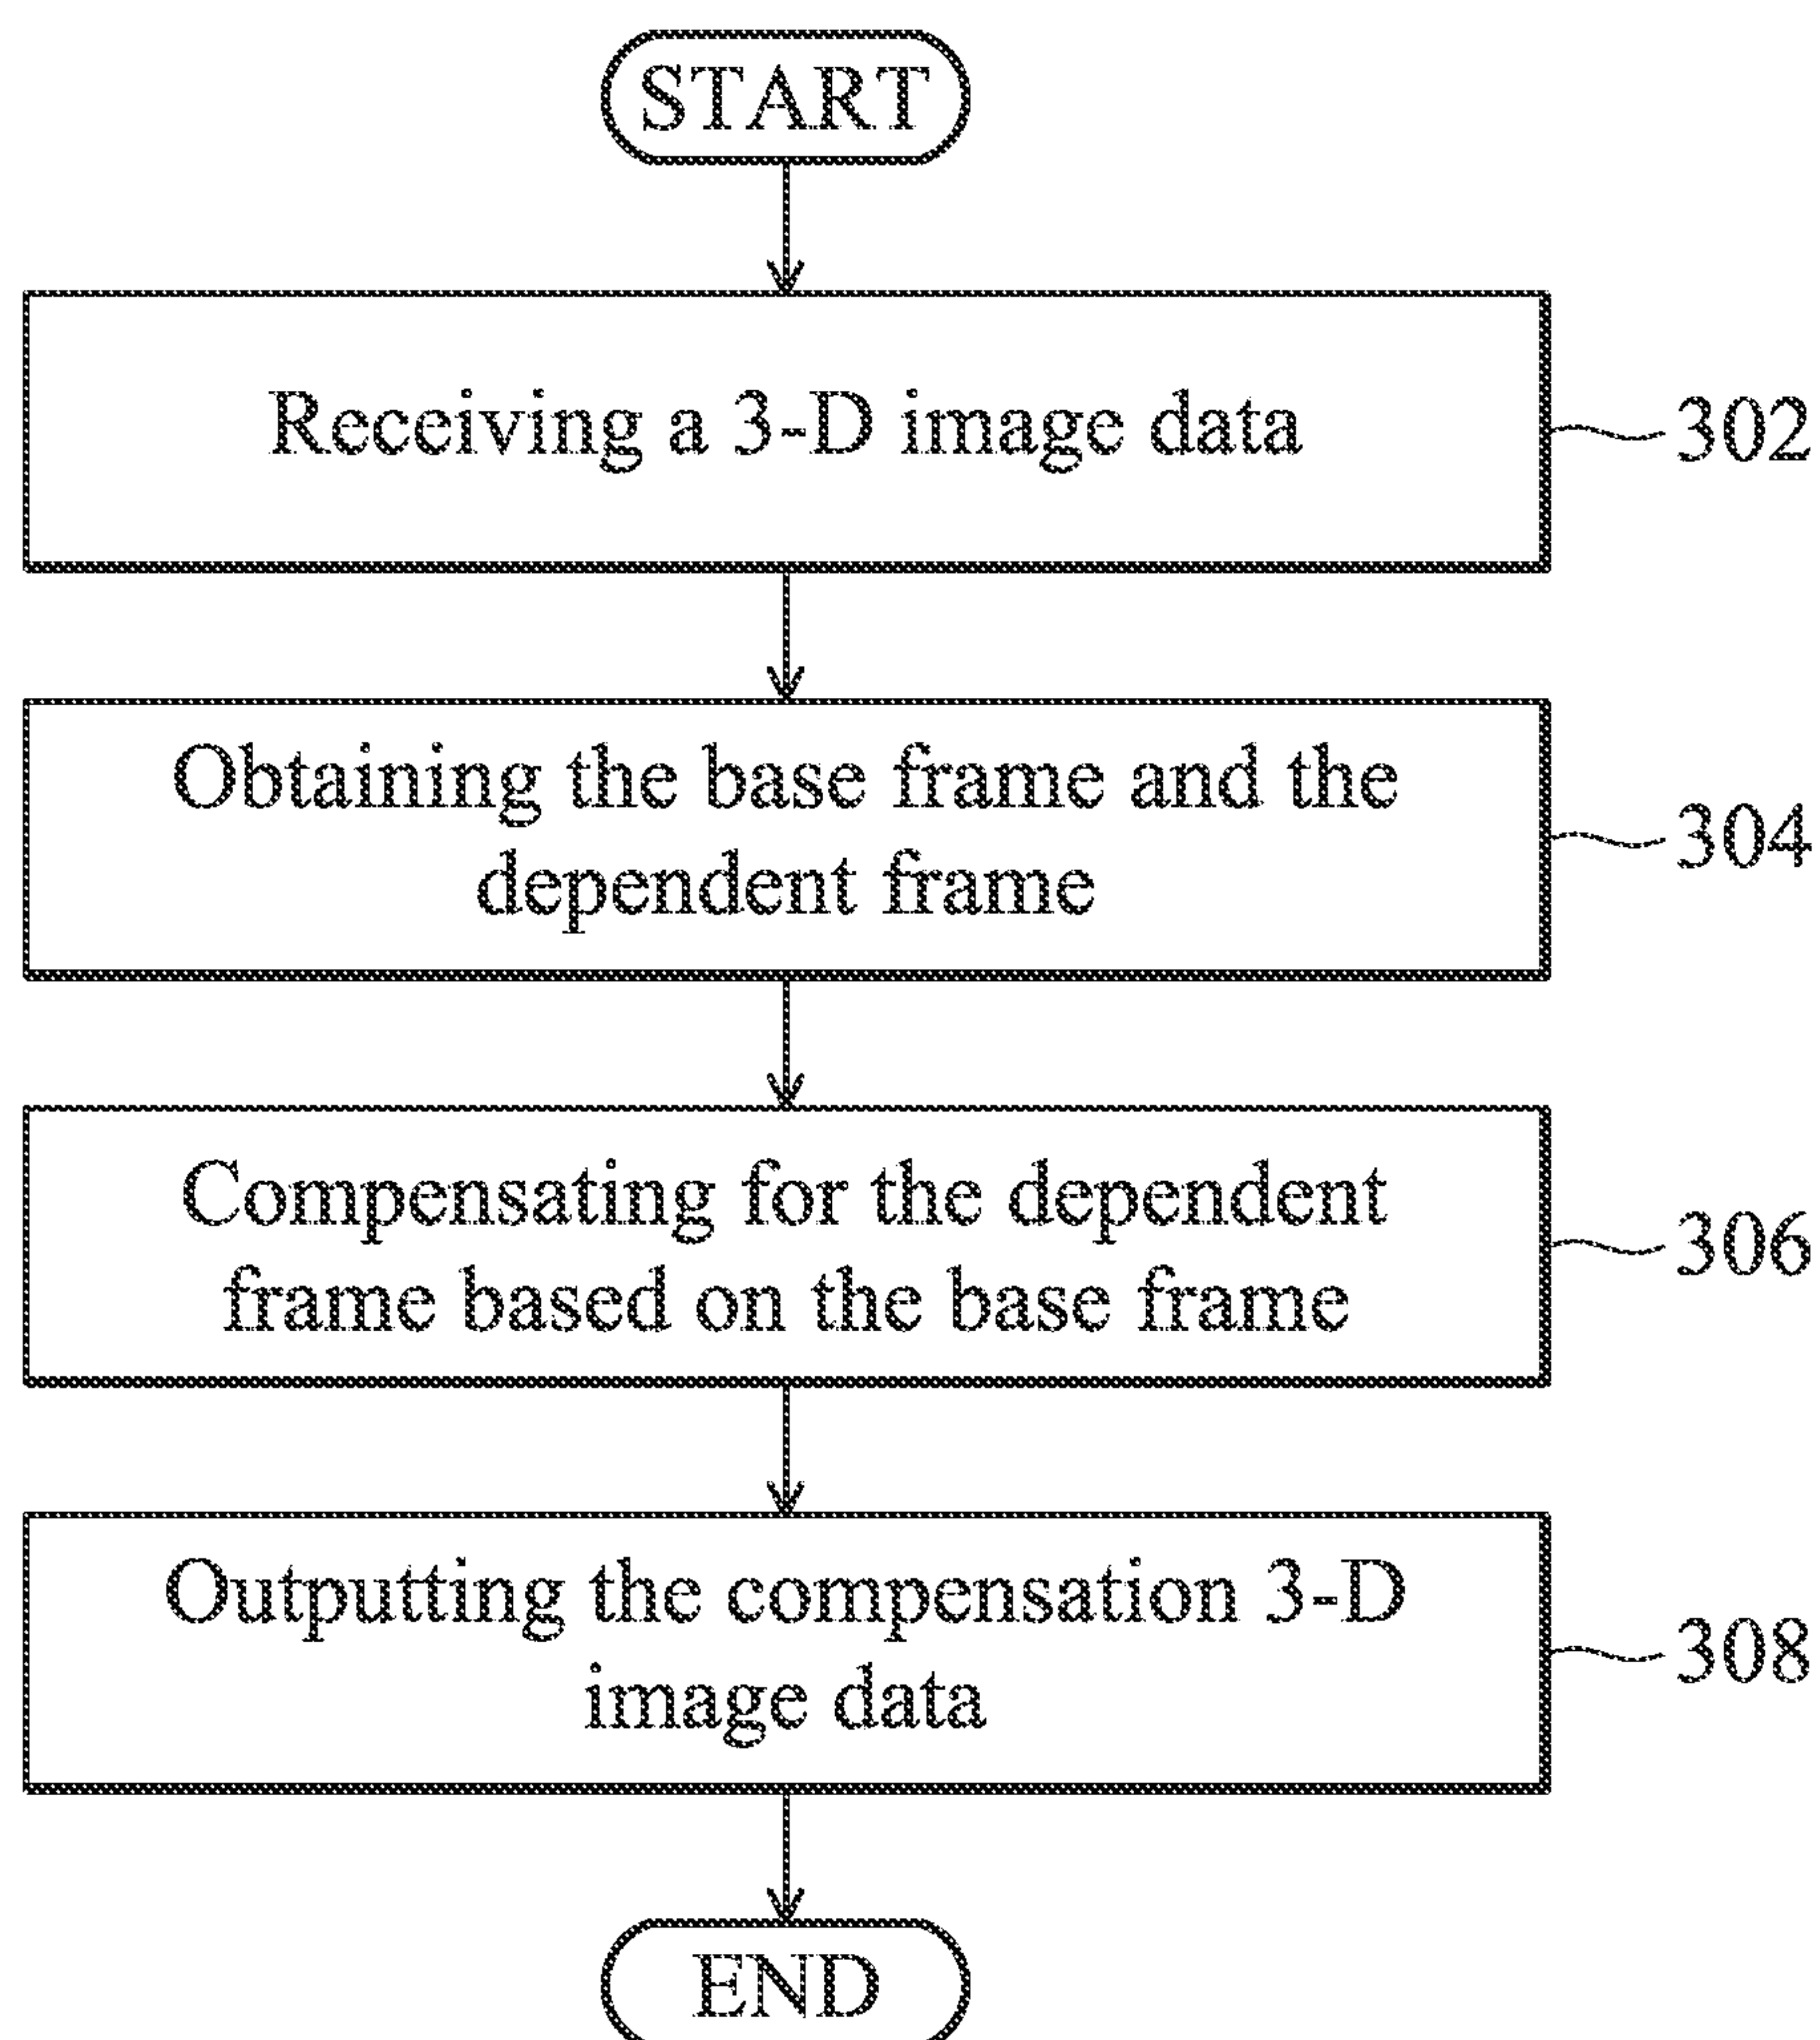 START
Receiving a 3-D image data
302
Obtaining the base frame and the
dependent frame
304
Compensating for the dependent
frame based on the base frame
306
Outputting the compensation 3-D
image data
308
END